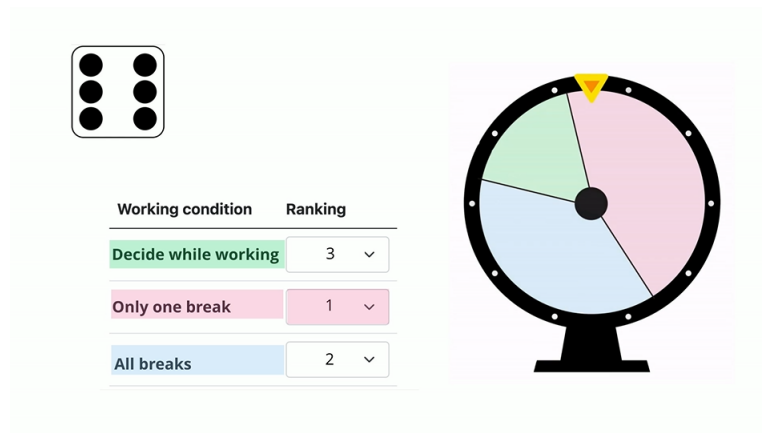 Working condition Ranking
Decide while working 3
Only one break 1
All breaks 2